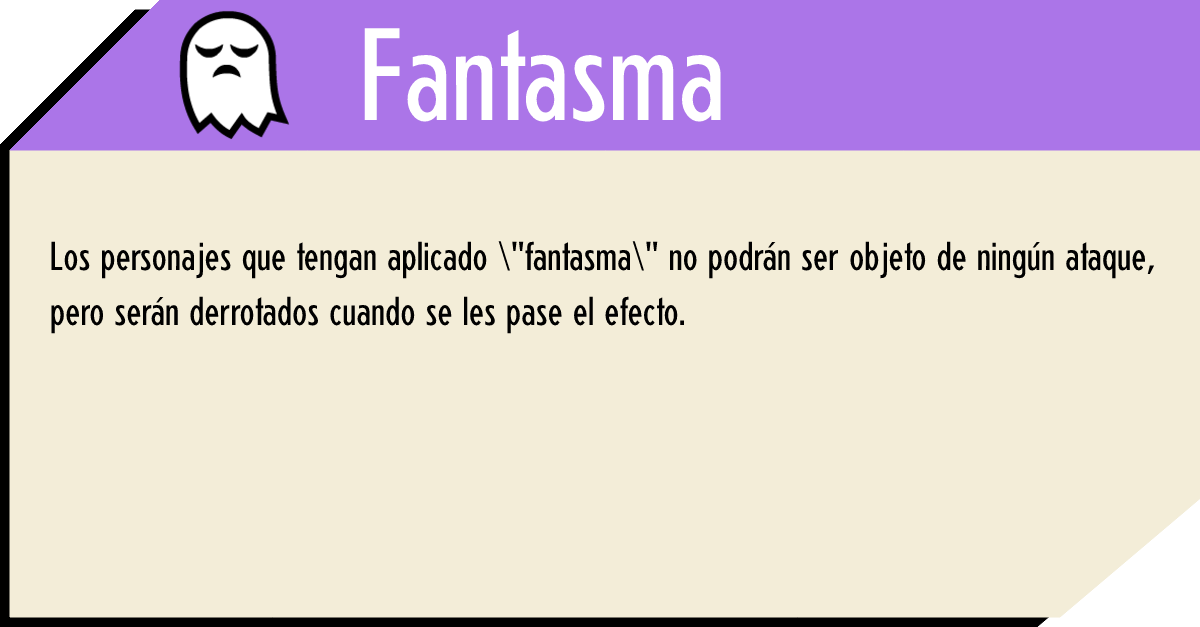 Fantasma
Los personajes que tengan aplicado \"fantasma\" no podrán ser objeto de ningún ataque,
pero serán derrotados cuando se les pase el efecto.